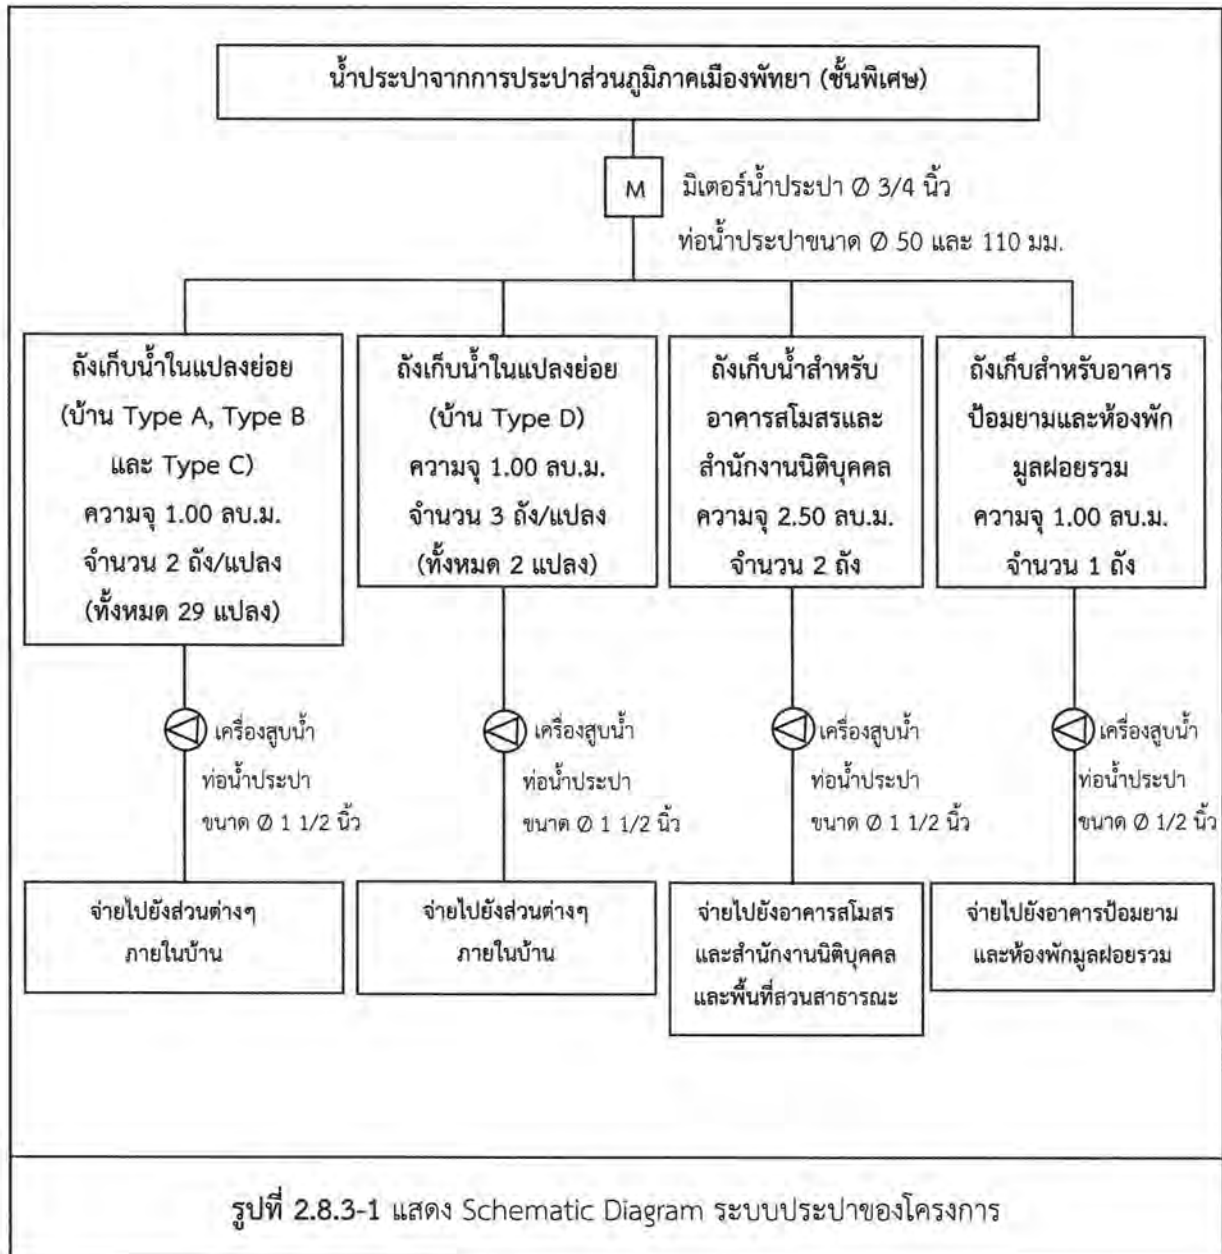 น้ำประปาจากการประปาส่วนภูมิภาคเมืองพัทยา (ชั้นพิเศษ)
M
มิเตอร์น้ำประปา Ø 3/4 นิ้ว
ท่อน้ำประปาขนาด Ø 50 และ 110 มม.
ถังเก็บน้ำในแปลงย่อย
(บ้าน Type A, Type B
และ Type C)
ความจุ 1.00 ลบ.ม.
จำนวน 2 ถัง/แปลง
(ทั้งหมด 29 แปลง)
ถังเก็บน้ำในแปลงย่อย
(บ้าน Type D)
ความจุ 1.00 ลบ.ม.
จำนวน 3 ถัง/แปลง
(ทั้งหมด 2 แปลง)
ถังเก็บน้ำสำหรับ
อาคารสโมสรและ
สำนักงานนิติบุคคล
ความจุ 2.50 ลบ.ม.
จำนวน 2 ถัง
ถังเก็บสำหรับอาคาร
ป้อมยามและห้องพัก
มูลฝอยรวม
ความจุ 1.00 ลบ.ม.
จำนวน 1 ถัง
เครื่องสูบน้ำ
ท่อน้ำประปา
ขนาด Ø 1 1/2 นิ้ว
เครื่องสูบน้ำ
ท่อน้ำประปา
ขนาด Ø 1 1/2 นิ้ว
เครื่องสูบน้ำ
ท่อน้ำประปา
ขนาด Ø 1 1/2 นิ้ว
เครื่องสูบน้ำ
ท่อน้ำประปา
ขนาด Ø 1/2 นิ้ว
จ่ายไปยังส่วนต่างๆ
ภายในบ้าน
จ่ายไปยังส่วนต่างๆ
ภายในบ้าน
จ่ายไปยังอาคารสโมสร
และสำนักงานนิติบุคคล
และพื้นที่สวนสาธารณะ
จ่ายไปยังอาคารป้อมยาม
และห้องพักมูลฝอยรวม
รูปที่ 2.8.3-1 แสดง Schematic Diagram ระบบประปาของโครงการ